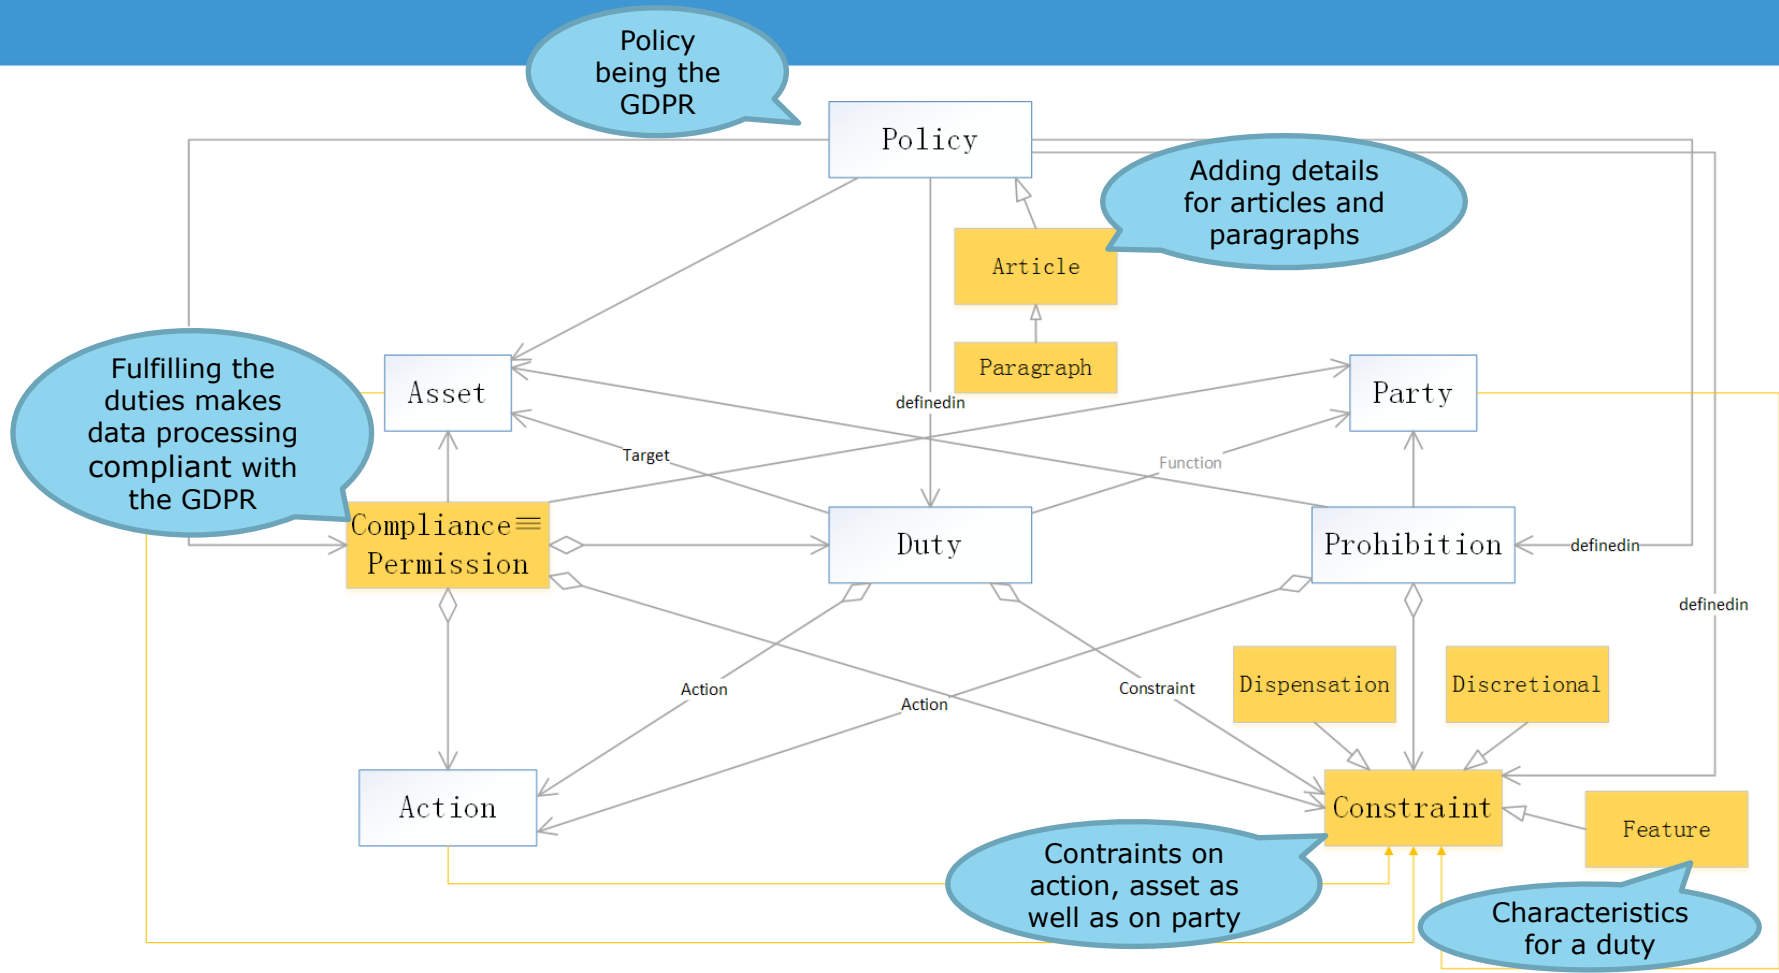 Policy
being the
GDPR
Policy
Adding details
for articles and
paragraphs
Article
Paragraph
Fulfilling the
duties makes
data processing
compliant with
the GDPR
Asset
definedin
Party
Target
Function
Compliance≡
Permission
Duty
Prohibition
definedin
definedin
Action
Constraint
Action
Dispensation
Discretional
Action
Constraint
Feature
Contraints on
action, asset as
well as on party
Characteristics
for a duty